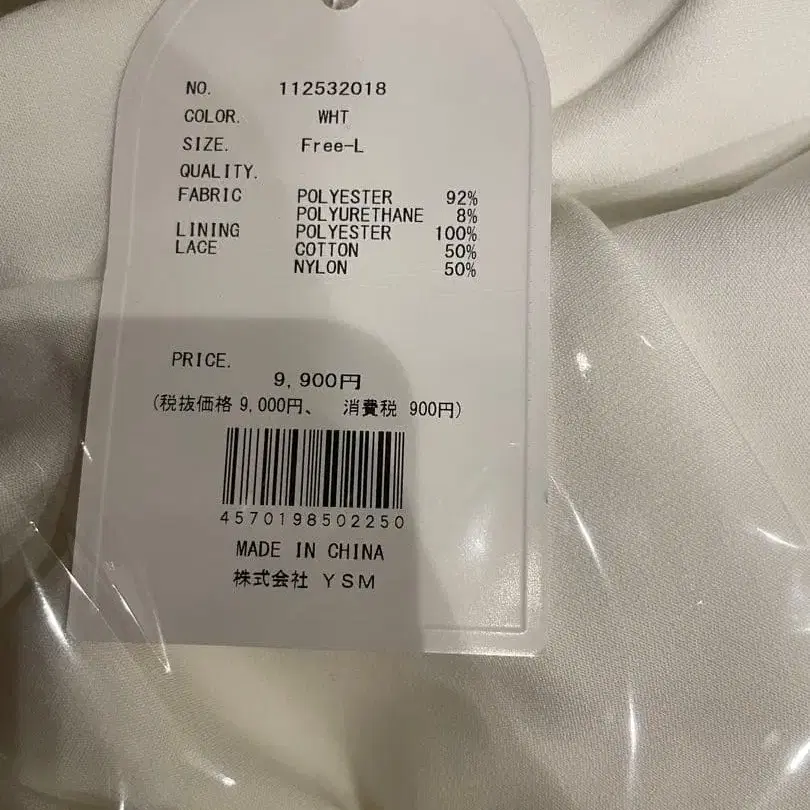 NO. 112532018
COLOR. WHT
SIZE. Free-L
QUALITY.
FABRIC POLYESTER 92%
POLYURETHANE 8%
LINING POLYESTER 100%
LACE COTTON 50%
NYLON 50%
PRICE.
9,900円
(税抜価格 9,000円、 消費税 900円)
4570198502250
MADE IN CHINA
株式会社 YSM